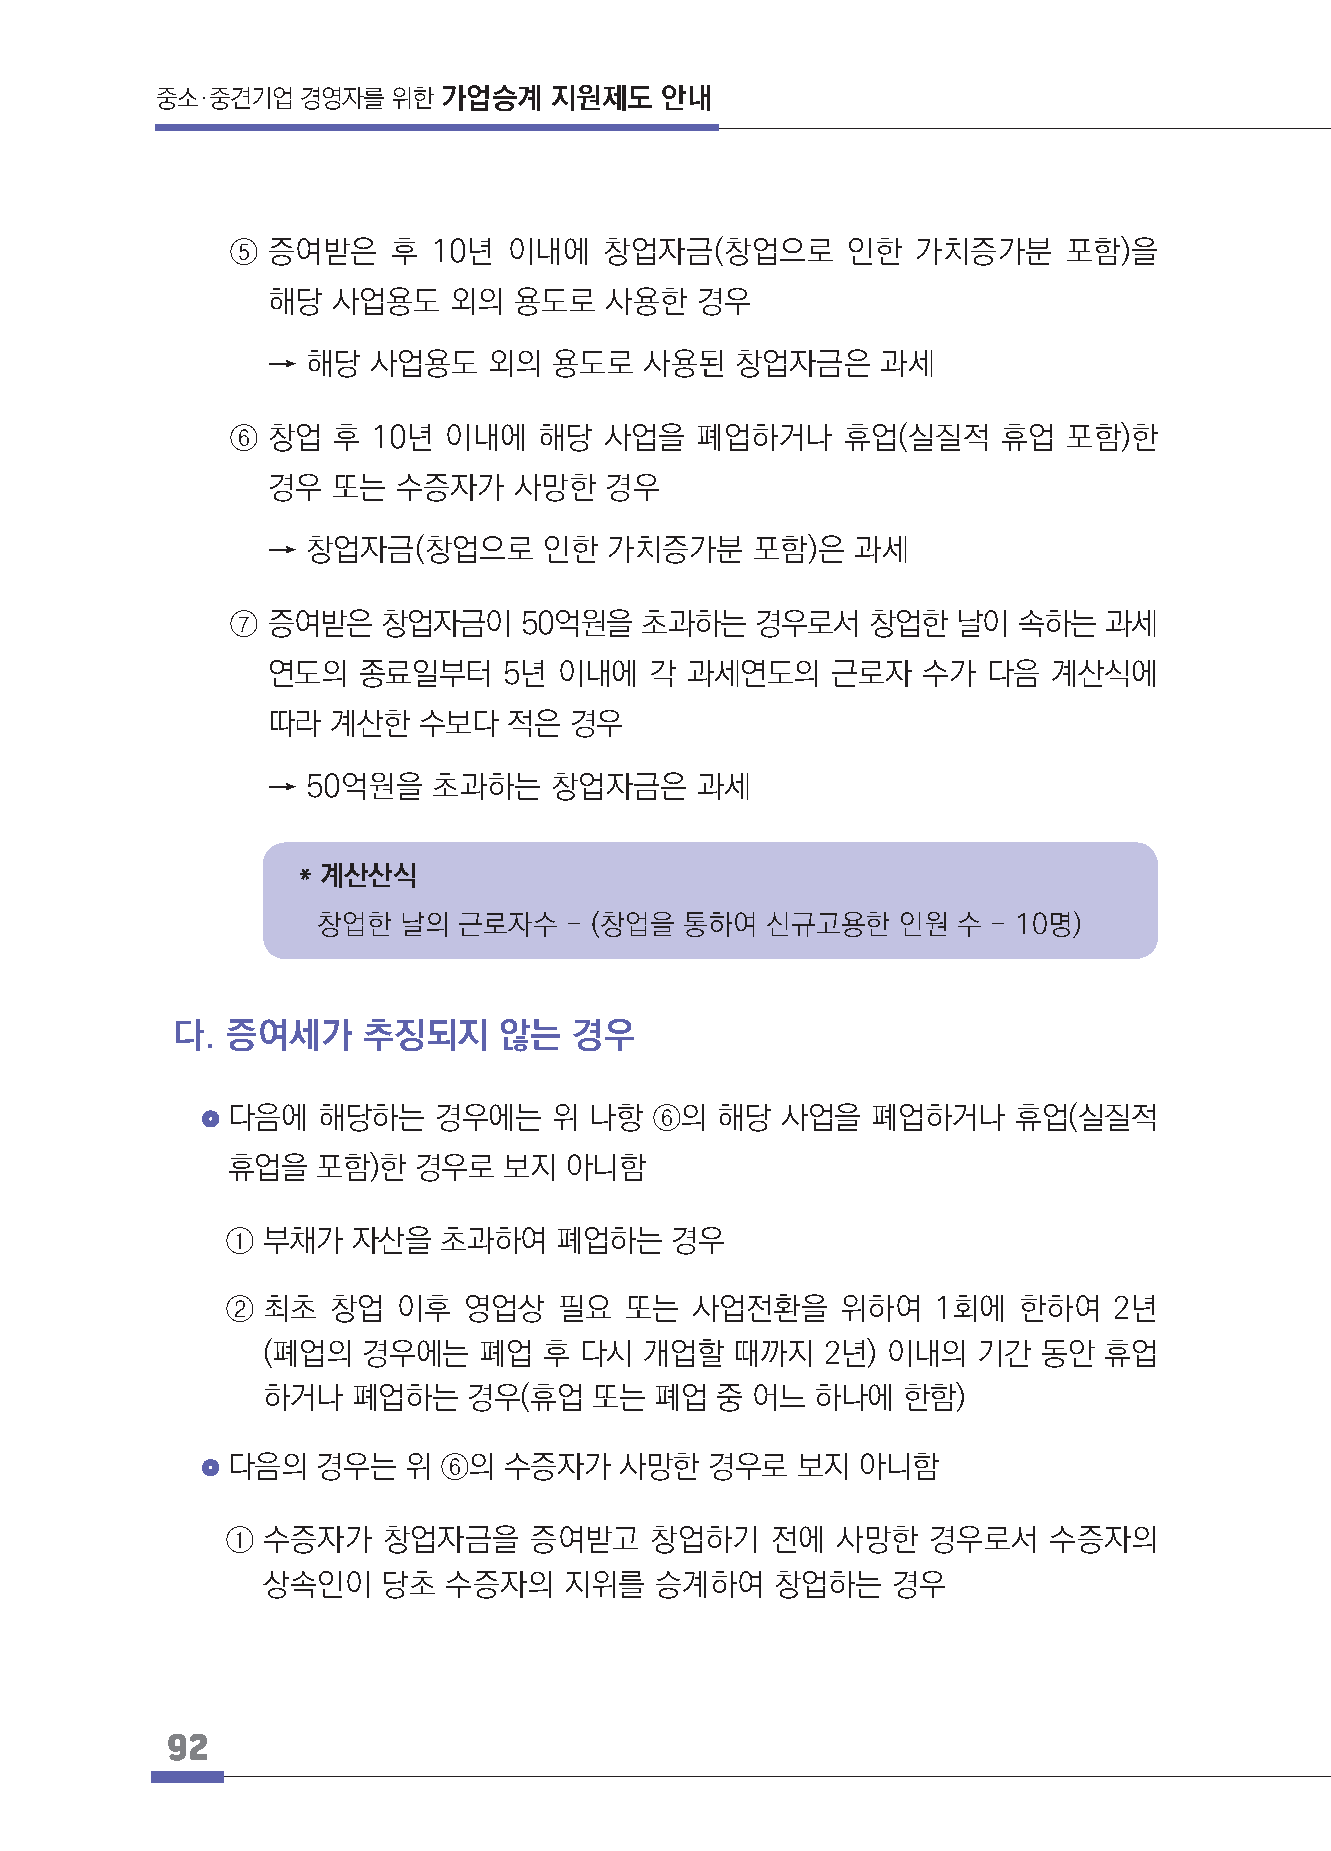 중소·중견기업 경영자를 위한 가업승계 지원제도 안내
⑤ 증여받은 후 10년 이내에 창업자금(창업으로 인한 가치증가분 포함)을
해당 사업용도 외의 용도로 사용한 경우
→ 해당 사업용도 외의 용도로 사용된 창업자금은 과세
⑥ 창업 후 10년 이내에 해당 사업을 폐업하거나 휴업(실질적 휴업 포함)한
경우 또는 수증자가 사망한 경우
→ 창업자금(창업으로 인한 가치증가분 포함)은 과세
⑦ 증여받은 창업자금이 50억원을 초과하는 경우로서 창업한 날이 속하는 과세
연도의 종료일부터 5년 이내에 각 과세연도의 근로자 수가 다음 계산식에
따라 계산한 수보다 적은 경우
→ 50억원을 초과하는 창업자금은 과세
* 계산산식
창업한 날의 근로자수 - (창업을 통하여 신규고용한 인원 수 - 10명)
다. 증여세가 추징되지 않는 경우
다음에 해당하는 경우에는 위 나항 ⑥의 해당 사업을 폐업하거나 휴업(실질적
휴업을 포함)한 경우로 보지 아니함
① 부채가 자산을 초과하여 폐업하는 경우
② 최초 창업 이후 영업상 필요 또는 사업전환을 위하여 1회에 한하여 2년
(폐업의 경우에는 폐업 후 다시 개업할 때까지 2년) 이내의 기간 동안 휴업
하거나 폐업하는 경우(휴업 또는 폐업 중 어느 하나에 한함)
다음의 경우는 위 ⑥의 수증자가 사망한 경우로 보지 아니함
① 수증자가 창업자금을 증여받고 창업하기 전에 사망한 경우로서 수증자의
상속인이 당초 수증자의 지위를 승계하여 창업하는 경우
92